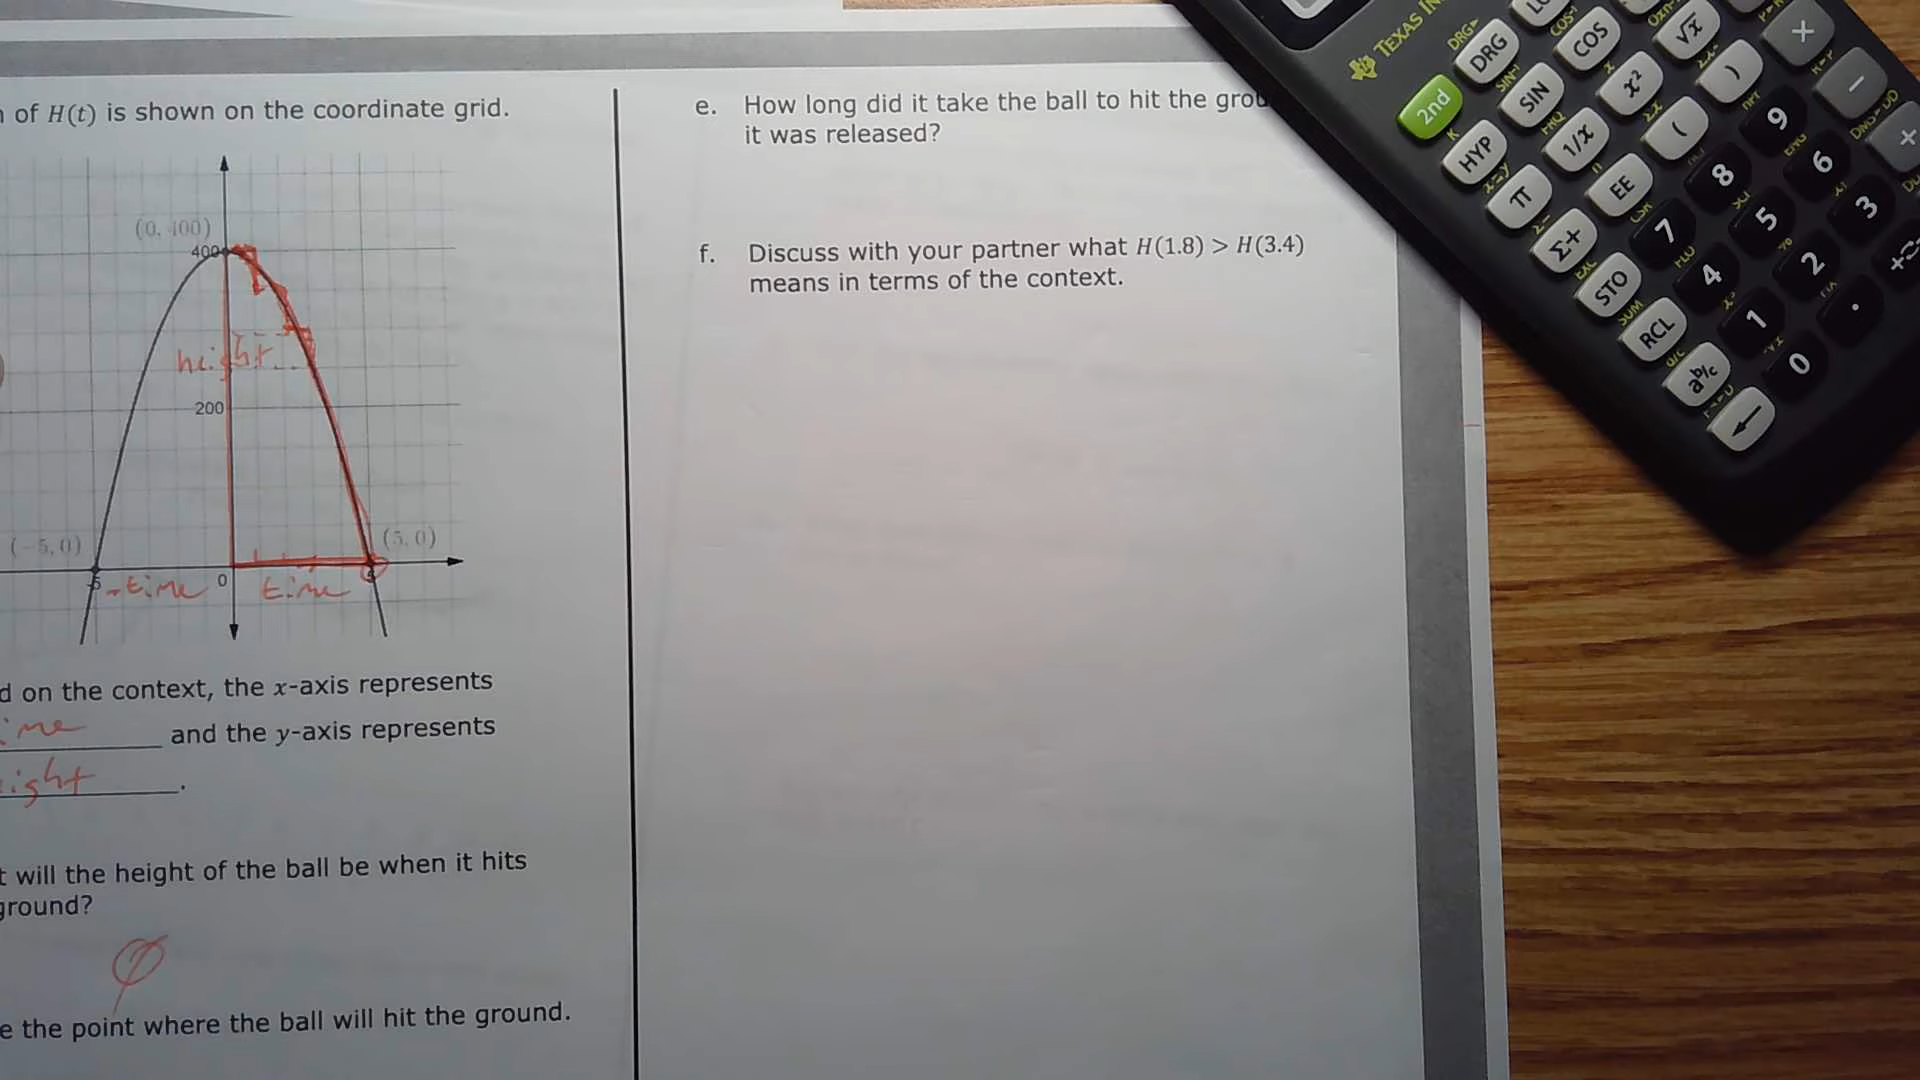 of H(t) is shown on the coordinate grid.
(0, 400)
400
height
200
(-5, 0)
(5, 0)
-5
-time
0
time
5
on the context, the x-axis represents
and the y-axis represents
.
will the height of the ball be when it hits
ground?
0
the point where the ball will hit the ground.
e. How long did it take the ball to hit the
it was released?
f. Discuss with your partner what H(1.8) > H(3.4)
means in terms of the context.
TEXAS
DRG
2nd
DRG
SIN
COS
√x
+
HYP
1/x
x²
)
−
π
EE
(
9
+
Σ+
7
8
6
STO
4
5
3
RCL
1
2
a b/c
0
.
←